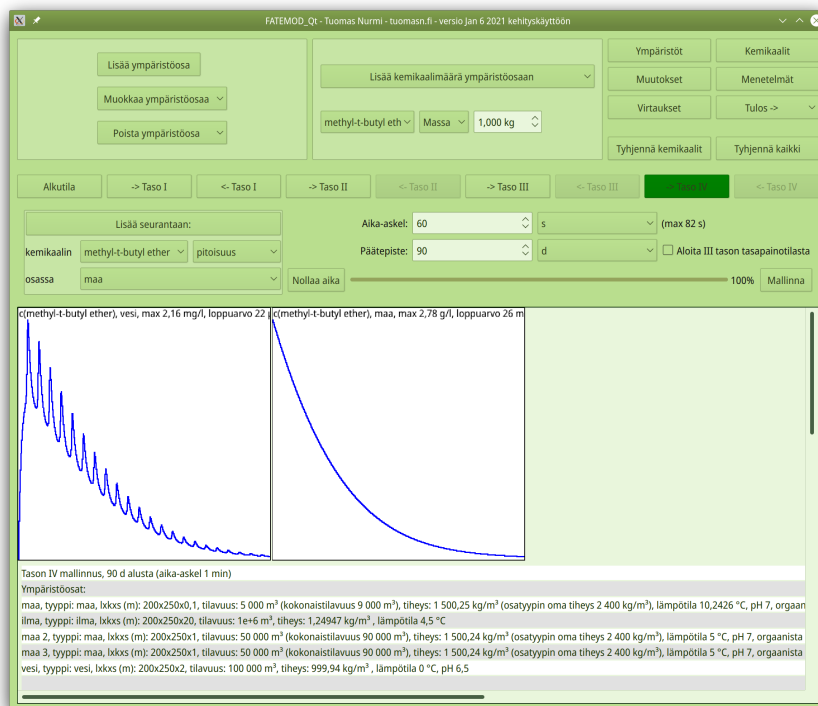 FATEMOD_Qt - Tuomas Nurmi - tuomasn.fi - versio Jan 6 2021 kehityskäyttöön
Lisää ympäristöosa
Muokkaa ympäristöosaa
Poista ympäristöosa
Lisää kemikaalimäärä ympäristöosaan
methyl-t-butyl eth
Massa
1,000 kg
Ympäristöt
Kemikaalit
Muutokset
Menetelmät
Virtaukset
Tulos ->
Tyhjennä kemikaalit
Tyhjennä kaikki
Alkutila
-> Taso I
<- Taso I
-> Taso II
<- Taso II
-> Taso III
<- Taso III
-> Taso IV
<- Taso IV
Lisää seurantaan:
kemikaalin
methyl-t-butyl ether
pitoisuus
osassa
maa
Aika-askel:
60
s
(max 82 s)
Päätepiste:
90
d
Aloita III tason tasapainotilasta
Nollaa aika
100%
Mallinna
c(methyl-t-butyl ether), vesi, max 2,16 mg/l, loppuarvo 22
c(methyl-t-butyl ether), maa, max 2,78 g/l, loppuarvo 26 m
Tason IV mallinnus, 90 d alusta (aika-askel 1 min)
Ympäristöosat:
maa, tyyppi: maa, lxkxs (m): 200x250x0,1, tilavuus: 5 000 m³ (kokonaistilavuus 9 000 m³), tiheys: 1 500,25 kg/m³ (osatyypin oma tiheys 2 400 kg/m³), lämpötila 10,2426 °C, pH 7, orgaan
ilma, tyyppi: ilma, lxkxs (m): 200x250x20, tilavuus: 1e+6 m³, tiheys: 1,24947 kg/m³ , lämpötila 4,5 °C
maa 2, tyyppi: maa, lxkxs (m): 200x250x1, tilavuus: 50 000 m³ (kokonaistilavuus 90 000 m³), tiheys: 1 500,24 kg/m³ (osatyypin oma tiheys 2 400 kg/m³), lämpötila 5 °C, pH 7, orgaanista
maa 3, tyyppi: maa, lxkxs (m): 200x250x1, tilavuus: 50 000 m³ (kokonaistilavuus 90 000 m³), tiheys: 1 500,24 kg/m³ (osatyypin oma tiheys 2 400 kg/m³), lämpötila 5 °C, pH 7, orgaanista
vesi, tyyppi: vesi, lxkxs (m): 200x250x2, tilavuus: 100 000 m³, tiheys: 999,94 kg/m³ , lämpötila 0 °C, pH 6,5